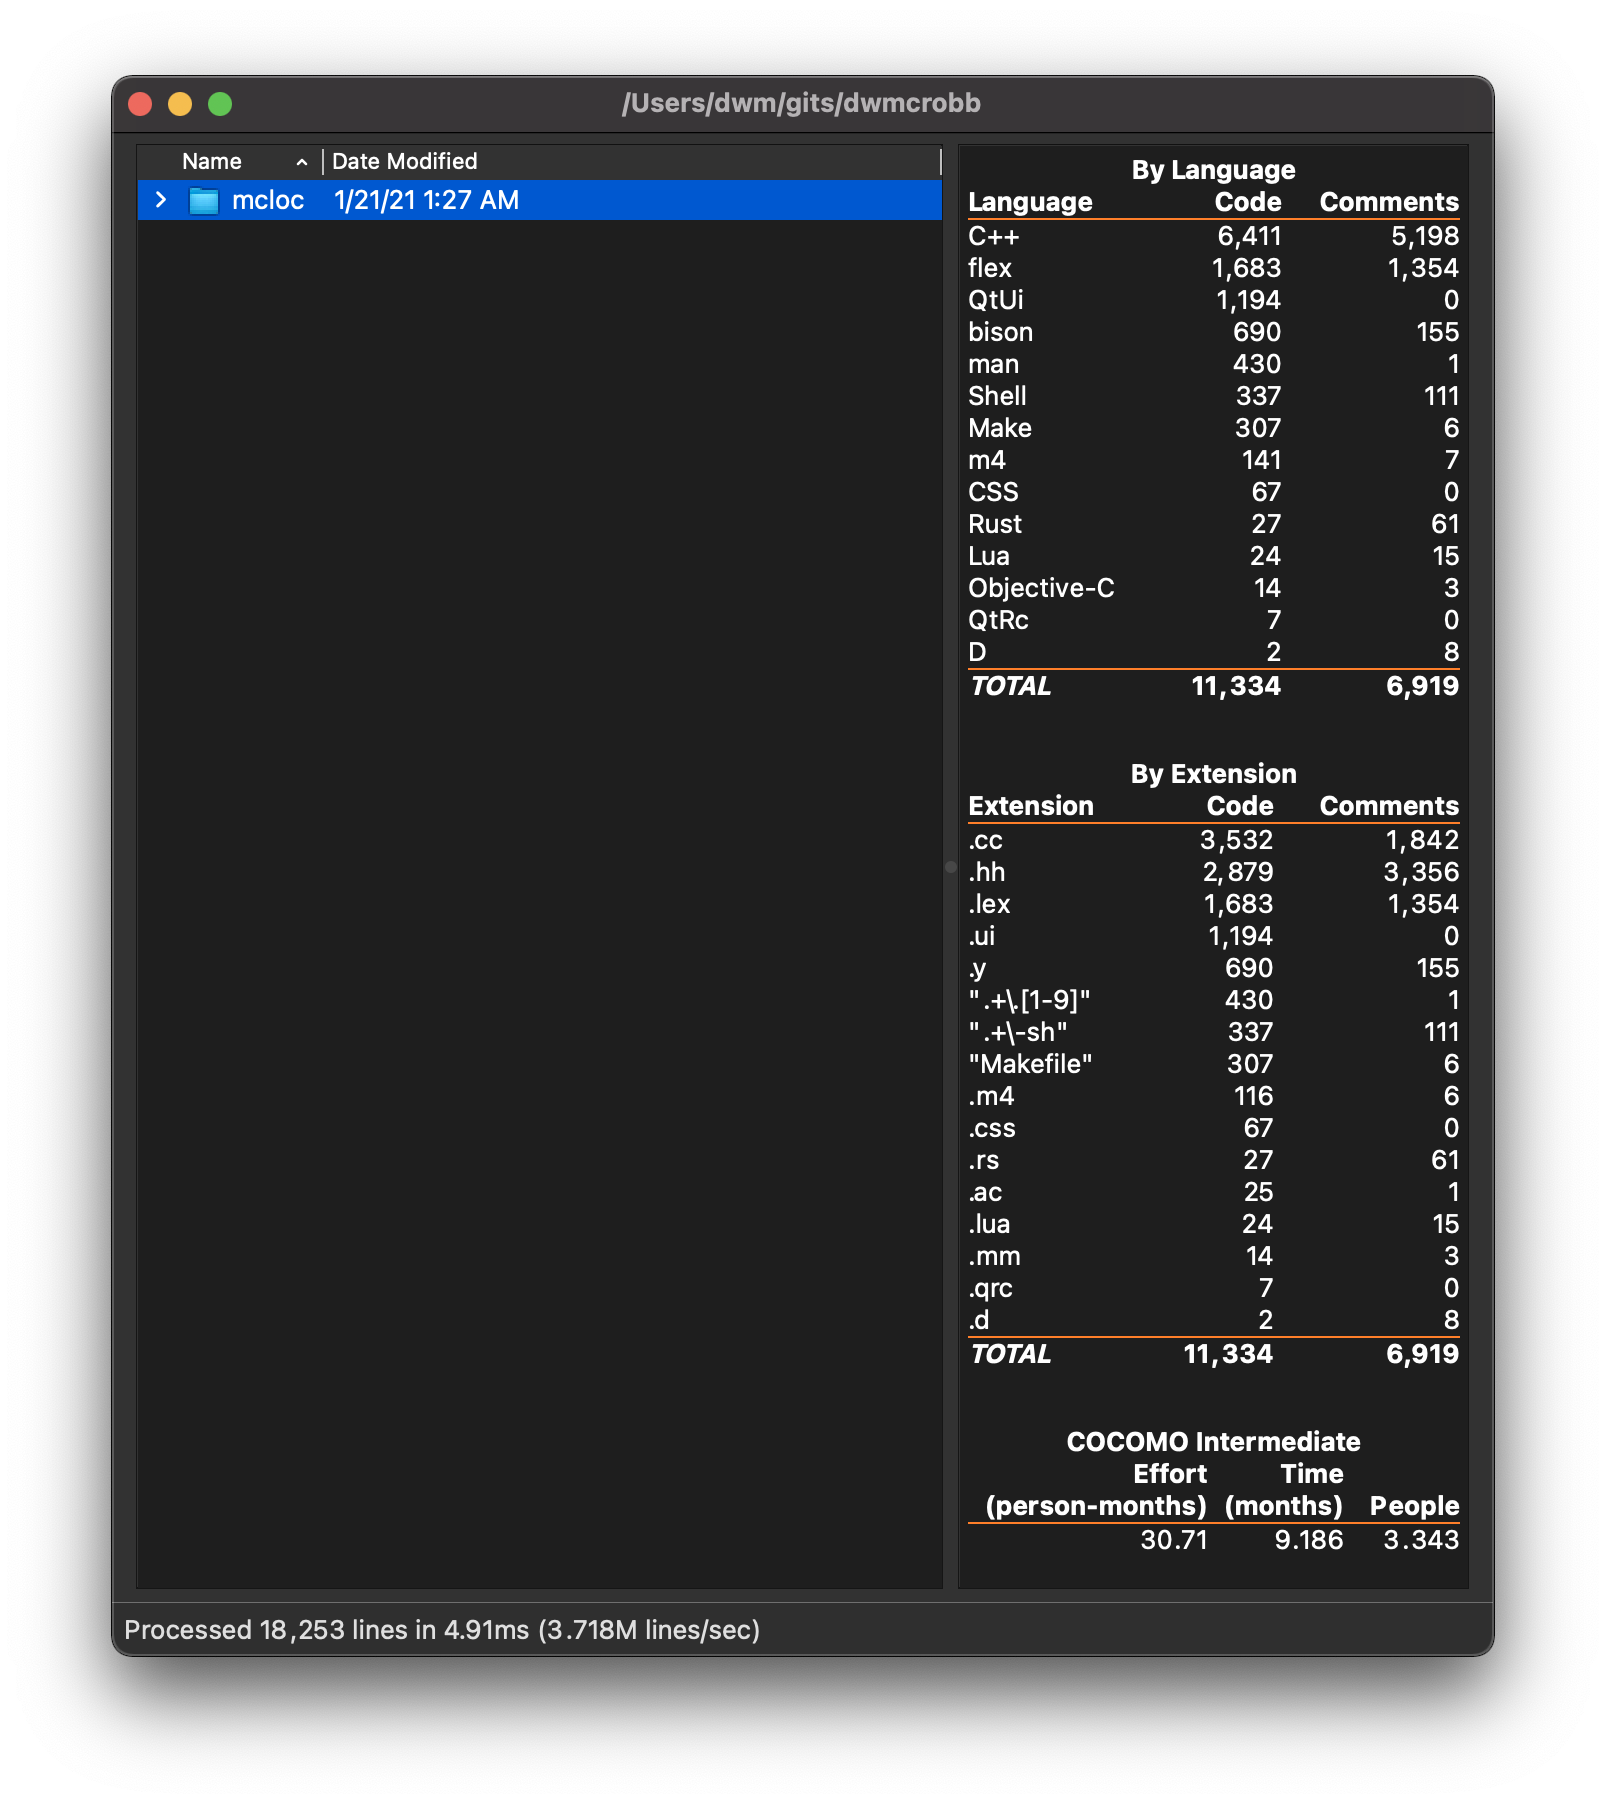 /Users/dwm/gits/dwmcrobb
Name Date Modified
mcloc 1/21/21 1:27 AM
By Language
Language Code Comments
C++ 6,411 5,198
flex 1,683 1,354
QtUi 1,194 0
bison 690 155
man 430 1
Shell 337 111
Make 307 6
m4 141 7
CSS 67 0
Rust 27 61
Lua 24 15
Objective-C 14 3
QtRc 7 0
D 2 8
TOTAL 11,334 6,919
By Extension
Extension Code Comments
.cc 3,532 1,842
.hh 2,879 3,356
.lex 1,683 1,354
.ui 1,194 0
.y 690 155
".+\.[1-9]" 430 1
".+\-sh" 337 111
"Makefile" 307 6
.m4 116 6
.css 67 0
.rs 27 61
.ac 25 1
.lua 24 15
.mm 14 3
.qrc 7 0
.d 2 8
TOTAL 11,334 6,919
COCOMO Intermediate
Effort Time
(person-months) (months) People
30.71 9.186 3.343
Processed 18,253 lines in 4.91ms (3.718M lines/sec)